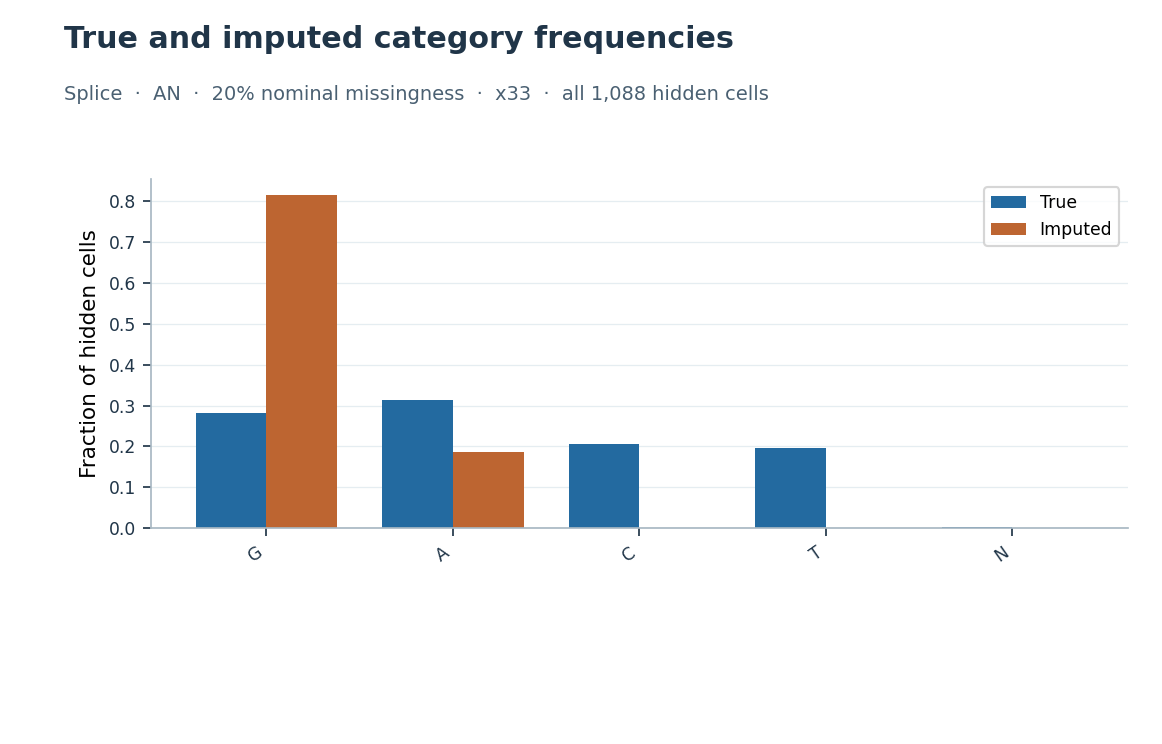 True and imputed category frequencies
Splice · AN · 20% nominal missingness · x33 · all 1,088 hidden cells
Fraction of hidden cells
0.8
0.7
0.6
0.5
0.4
0.3
0.2
0.1
0.0
True
Imputed
G
A
C
T
N